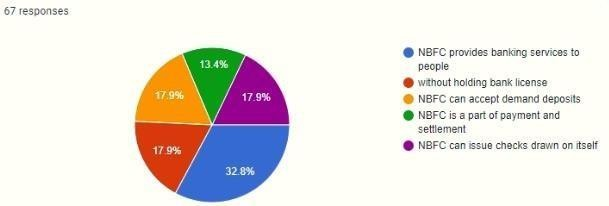 67 responses
13.4%
17.9%
17.9%
17.9%
32.8%
NBFC provides banking services to
people
without holding bank license
NBFC can accept demand deposits
NBFC is a part of payment and
settlement
NBFC can issue checks drawn on itself